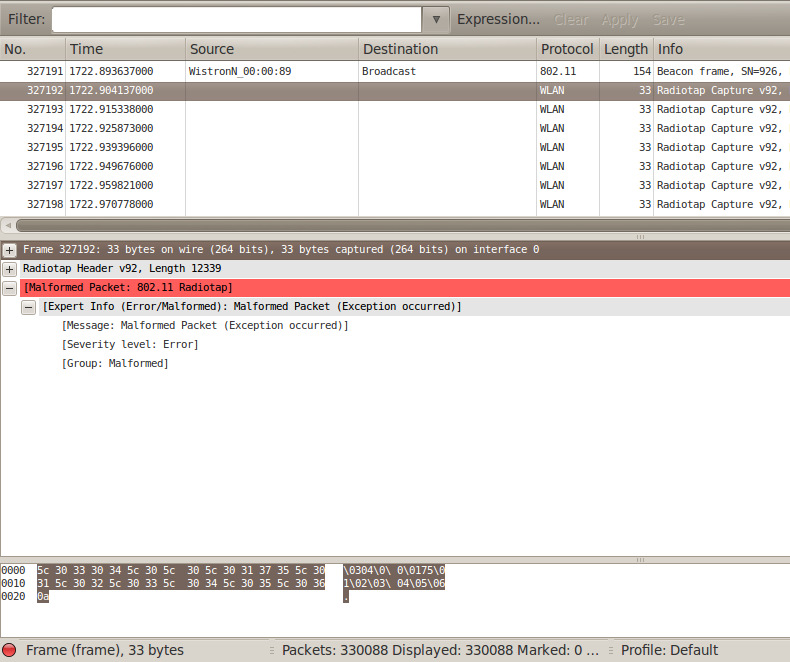 Filter: Expression... Clear Apply Save
No. Time Source Destination Protocol Length Info
327191 1722.893637000 WistronN_00:00:89 Broadcast 802.11 154 Beacon frame, SN=926,
327192 1722.904137000 WLAN 33 Radiotap Capture v92,
327193 1722.915338000 WLAN 33 Radiotap Capture v92,
327194 1722.925873000 WLAN 33 Radiotap Capture v92,
327195 1722.939396000 WLAN 33 Radiotap Capture v92,
327196 1722.949676000 WLAN 33 Radiotap Capture v92,
327197 1722.959821000 WLAN 33 Radiotap Capture v92,
327198 1722.970778000 WLAN 33 Radiotap Capture v92,
Frame 327192: 33 bytes on wire (264 bits), 33 bytes captured (264 bits) on interface 0
Radiotap Header v92, Length 12339
[Malformed Packet: 802.11 Radiotap]
[Expert Info (Error/Malformed): Malformed Packet (Exception occurred)]
[Message: Malformed Packet (Exception occurred)]
[Severity level: Error]
[Group: Malformed]
0000 5c 30 33 30 34 5c 30 5c 30 5c 30 31 37 35 5c 30 \0304\0\ 0\0175\0
0010 31 5c 30 32 5c 30 33 5c 30 34 5c 30 35 5c 30 36 1\02\03\ 04\05\06
0020 0a .
Frame (frame), 33 bytes Packets: 330088 Displayed: 330088 Marked: 0 ... Profile: Default